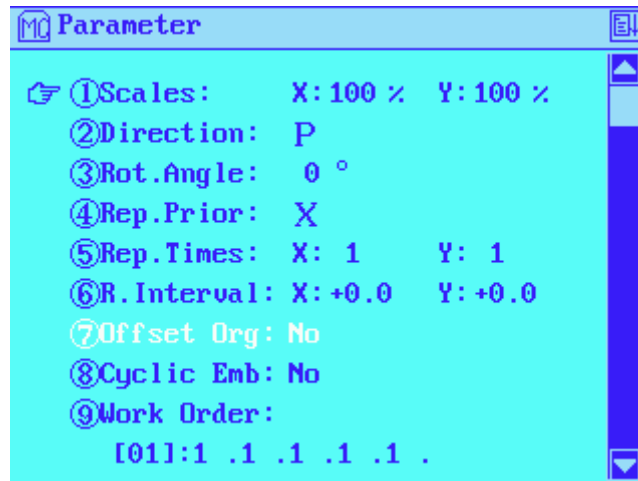 MC Parameter
①Scales: X:100 % Y:100 %
②Direction: P
③Rot.Angle: 0 °
④Rep.Prior: X
⑤Rep.Times: X: 1 Y: 1
⑥R.Interval: X:+0.0 Y:+0.0
⑦Offset Org: No
⑧Cyclic Emb: No
⑨Work Order:
[01]:1 .1 .1 .1 .1 .